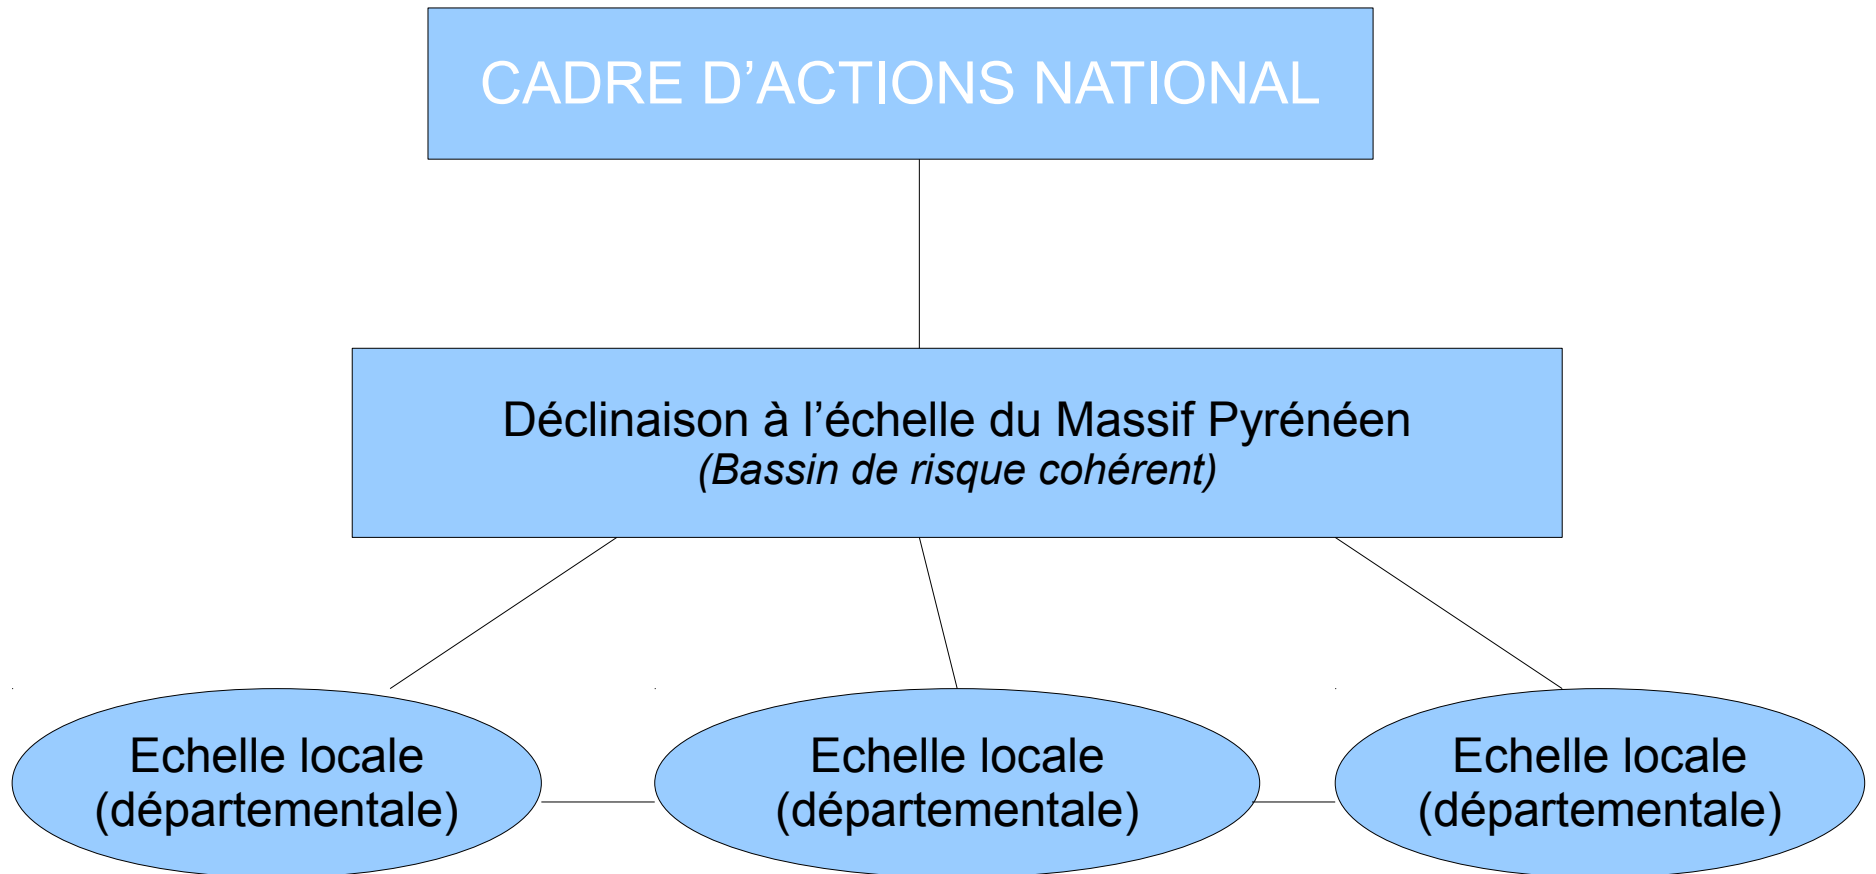 CADRE D’ACTIONS NATIONAL
Déclinaison à l’échelle du Massif Pyrénéen
(Bassin de risque cohérent)
Echelle locale
(départementale)
Echelle locale
(départementale)
Echelle locale
(départementale)